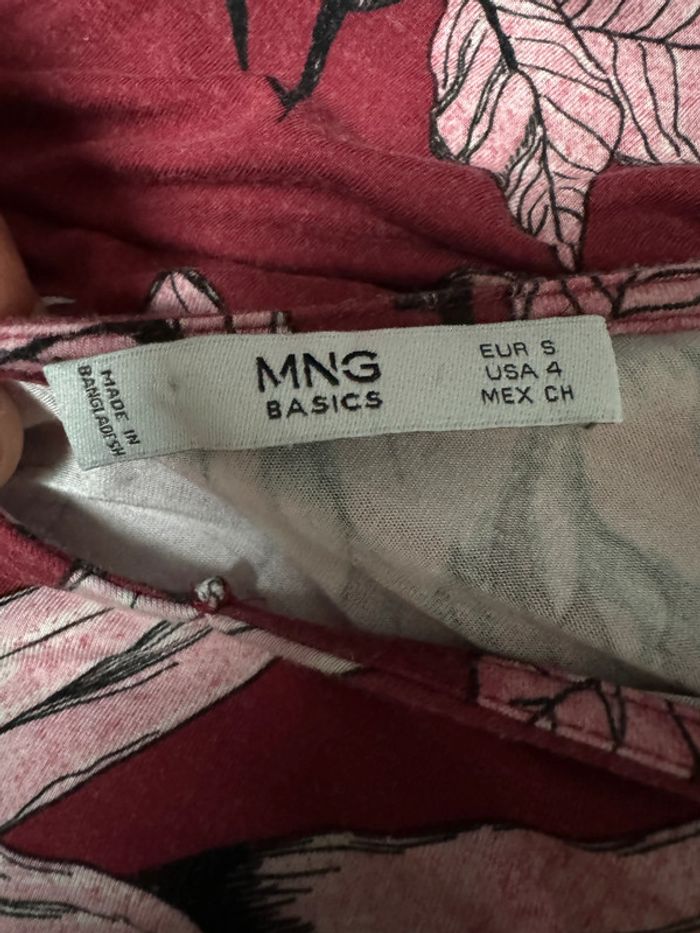 MADE IN
BANGLADESH
MNG
BASICS
EUR S
USA 4
MEX CH